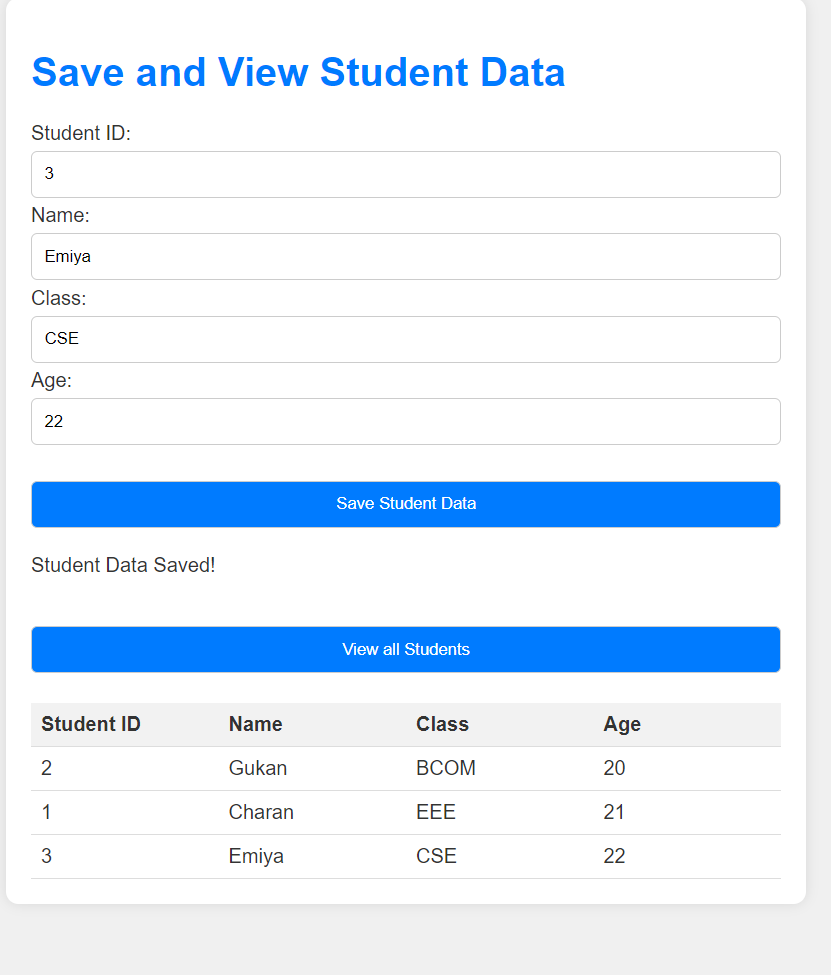 Save and View Student Data
Student ID:
3
Name:
Emiya
Class:
CSE
Age:
22
Save Student Data
Student Data Saved!
View all Students
Student ID Name Class Age
2 Gukan BCOM 20
1 Charan EEE 21
3 Emiya CSE 22